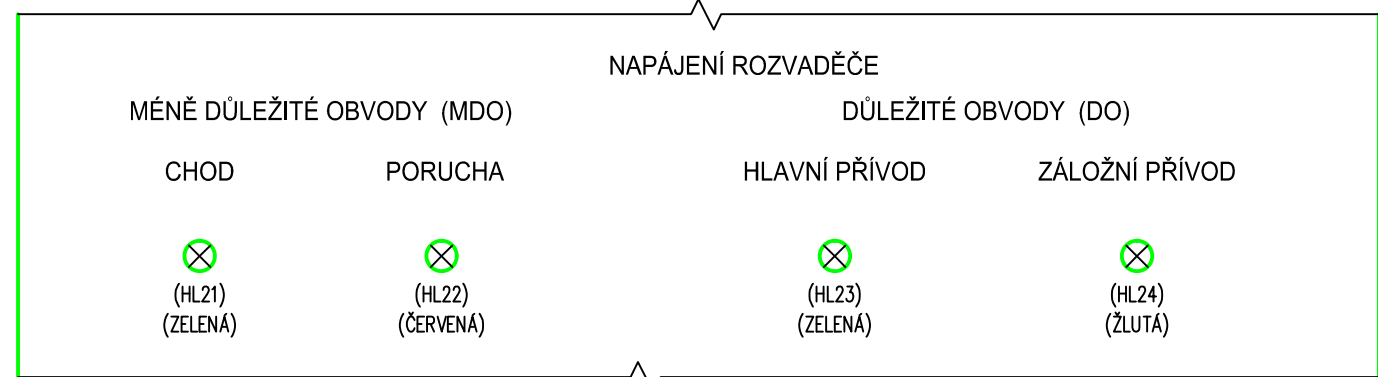 NAPÁJENÍ ROZVADĚČE
MÉNĚ DŮLEŽITÉ OBVODY (MDO) DŮLEŽITÉ OBVODY (DO)
CHOD PORUCHA HLAVNÍ PŘÍVOD ZÁLOŽNÍ PŘÍVOD
(HL21) (HL22) (HL23) (HL24)
(ZELENÁ) (ČERVENÁ) (ZELENÁ) (ŽLUTÁ)